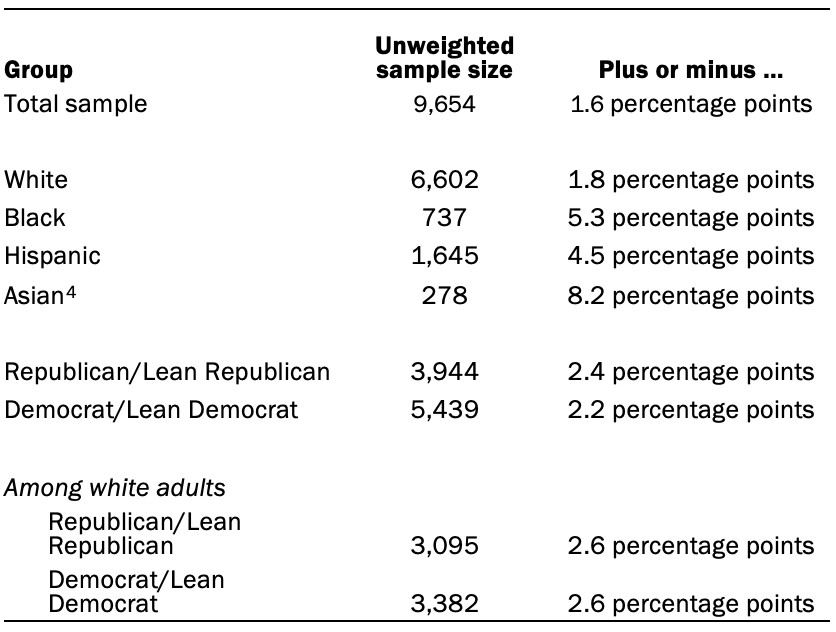 Unweighted
Group sample size Plus or minus ...
Total sample 9,654 1.6 percentage points
White 6,602 1.8 percentage points
Black 737 5.3 percentage points
Hispanic 1,645 4.5 percentage points
Asian4 278 8.2 percentage points
Republican/Lean Republican 3,944 2.4 percentage points
Democrat/Lean Democrat 5,439 2.2 percentage points
Among white adults
Republican/Lean
Republican 3,095 2.6 percentage points
Democrat/Lean
Democrat 3,382 2.6 percentage points